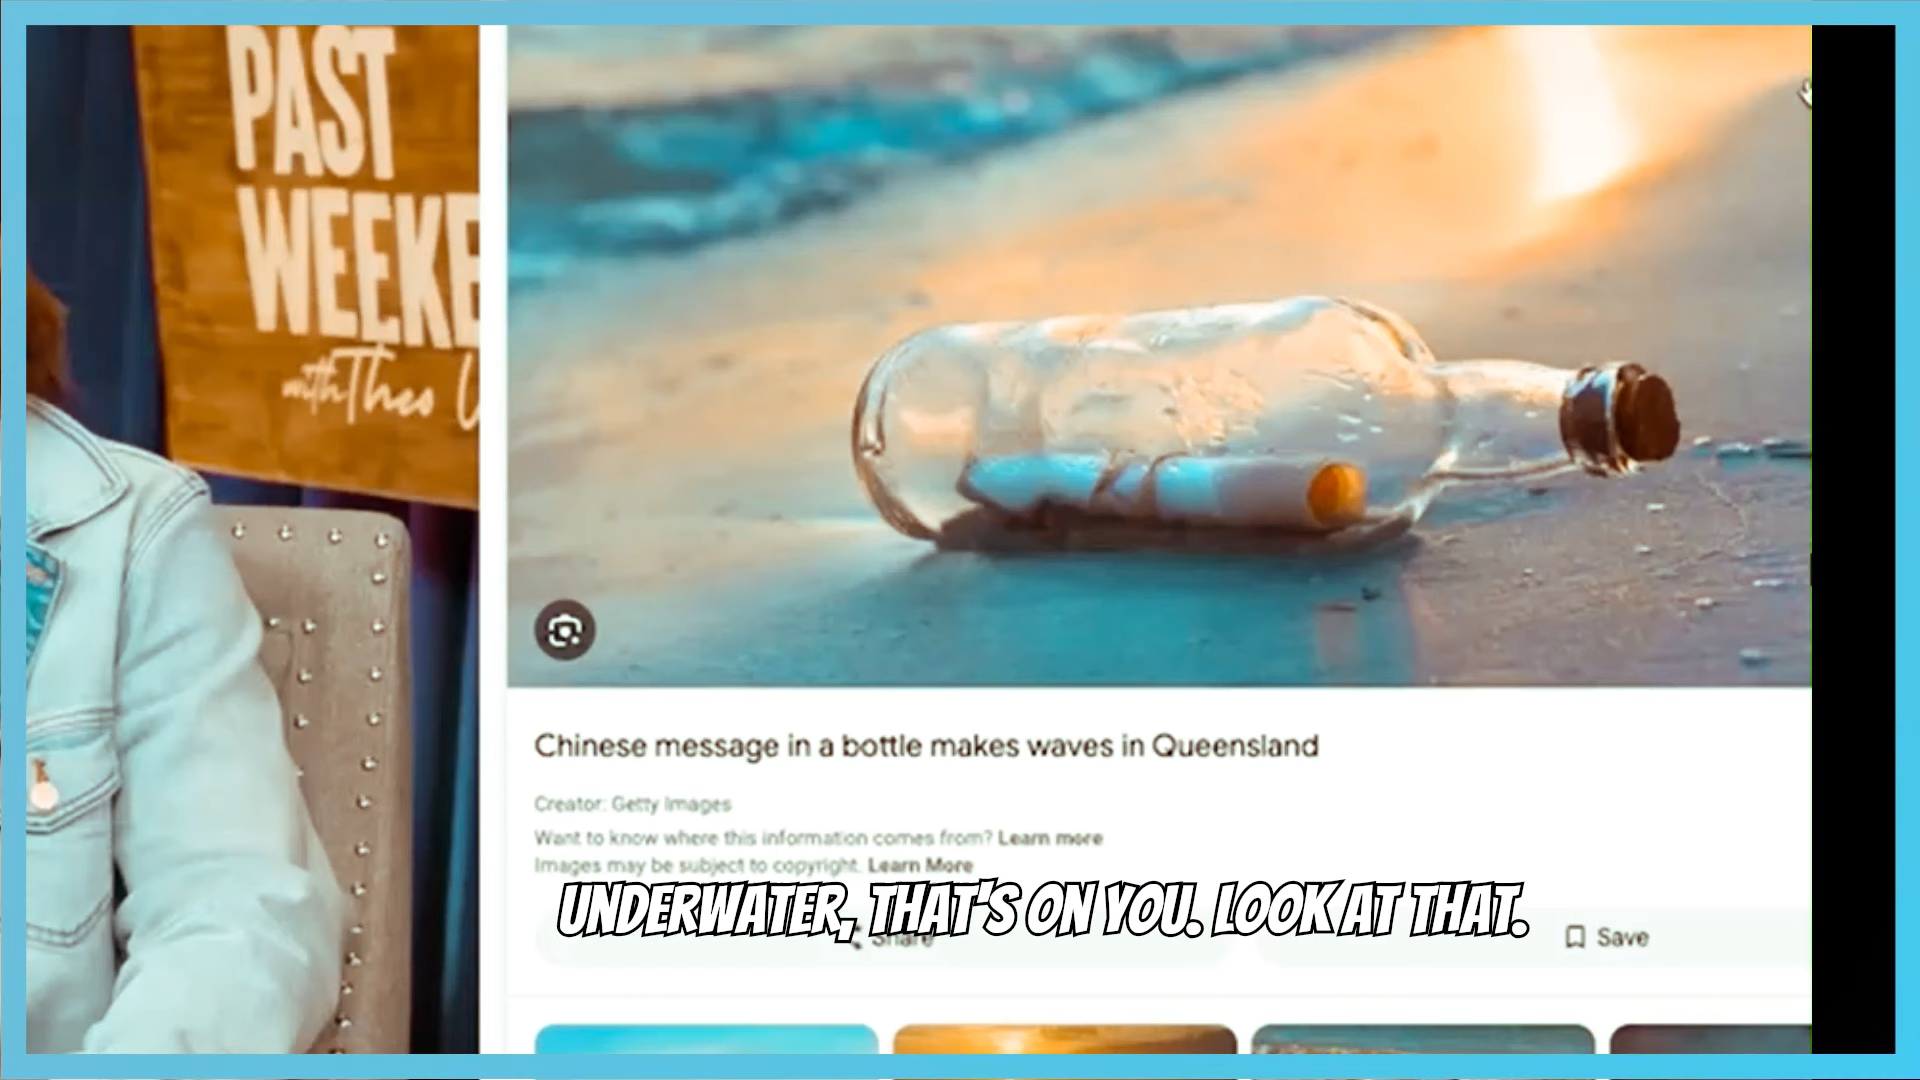 PAST
WEEKE
with Theo V
Chinese message in a bottle makes waves in Queensland
Creator: Getty Images
Want to know where this information comes from? Learn more
Images may be subject to copyright. Learn More
UNDERWATER, THAT'S ON YOU. LOOK AT THAT.
Share
Save